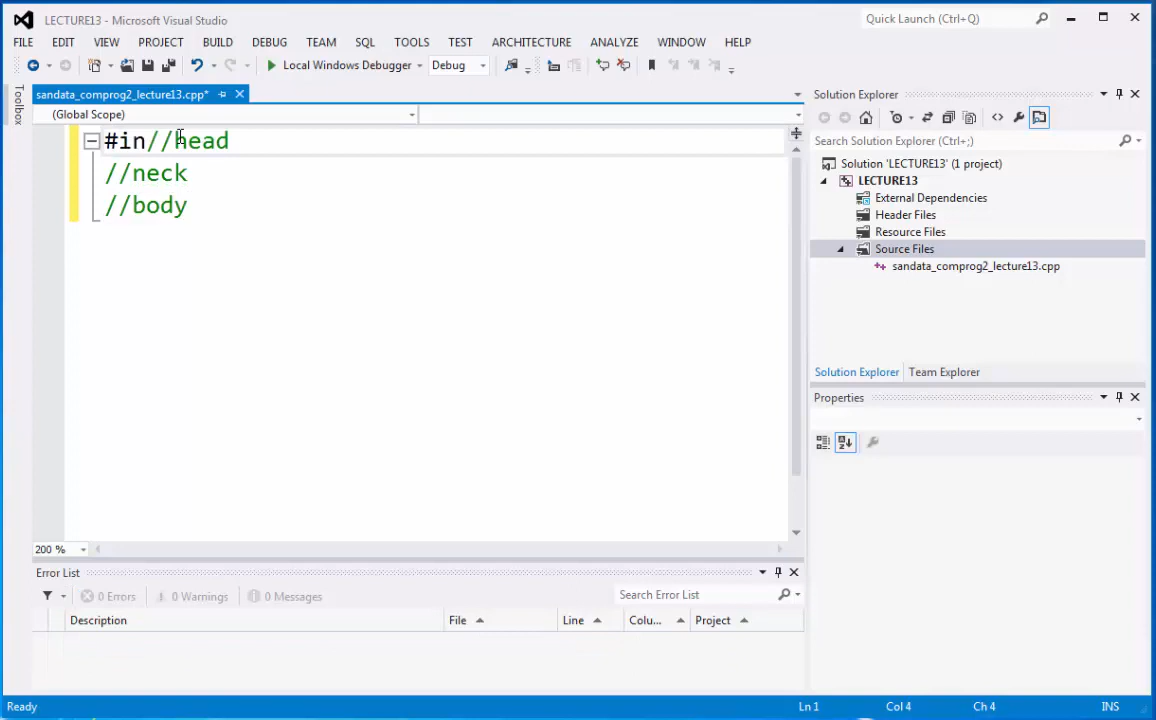 LECTURE13 - Microsoft Visual Studio
Quick Launch (Ctrl+Q)
FILE EDIT VIEW PROJECT BUILD DEBUG TEAM SQL TOOLS TEST ARCHITECTURE ANALYZE WINDOW HELP
Local Windows Debugger Debug
Toolbox
sandata_comprog2_lecture13.cpp*
(Global Scope)
#in//head
//neck
//body
200 %
Solution Explorer
Search Solution Explorer (Ctrl+;)
Solution 'LECTURE13' (1 project)
LECTURE13
External Dependencies
Header Files
Resource Files
Source Files
sandata_comprog2_lecture13.cpp
Solution Explorer Team Explorer
Properties
Error List
0 Errors 0 Warnings 0 Messages
Search Error List
Description File Line Colu... Project
Ready Ln 1 Col 4 Ch 4 INS